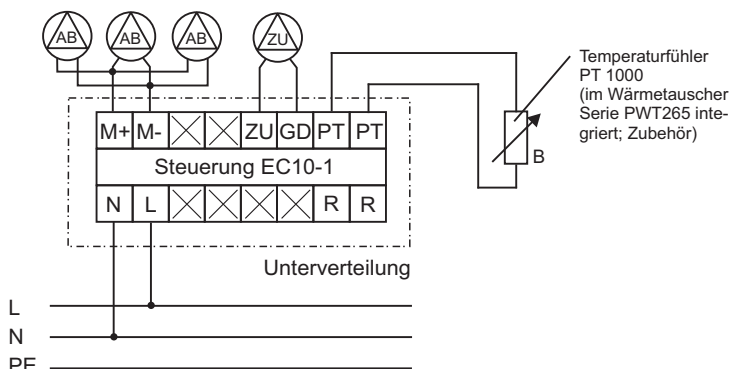 AB AB AB ZU
Temperaturfühler
PT 1000
(im Wärmetauscher
Serie PWT265 inte-
griert; Zubehör)
M+ M- ZU GD PT PT
Steuerung EC10-1
B
N L R R
Unterverteilung
L
N
PE